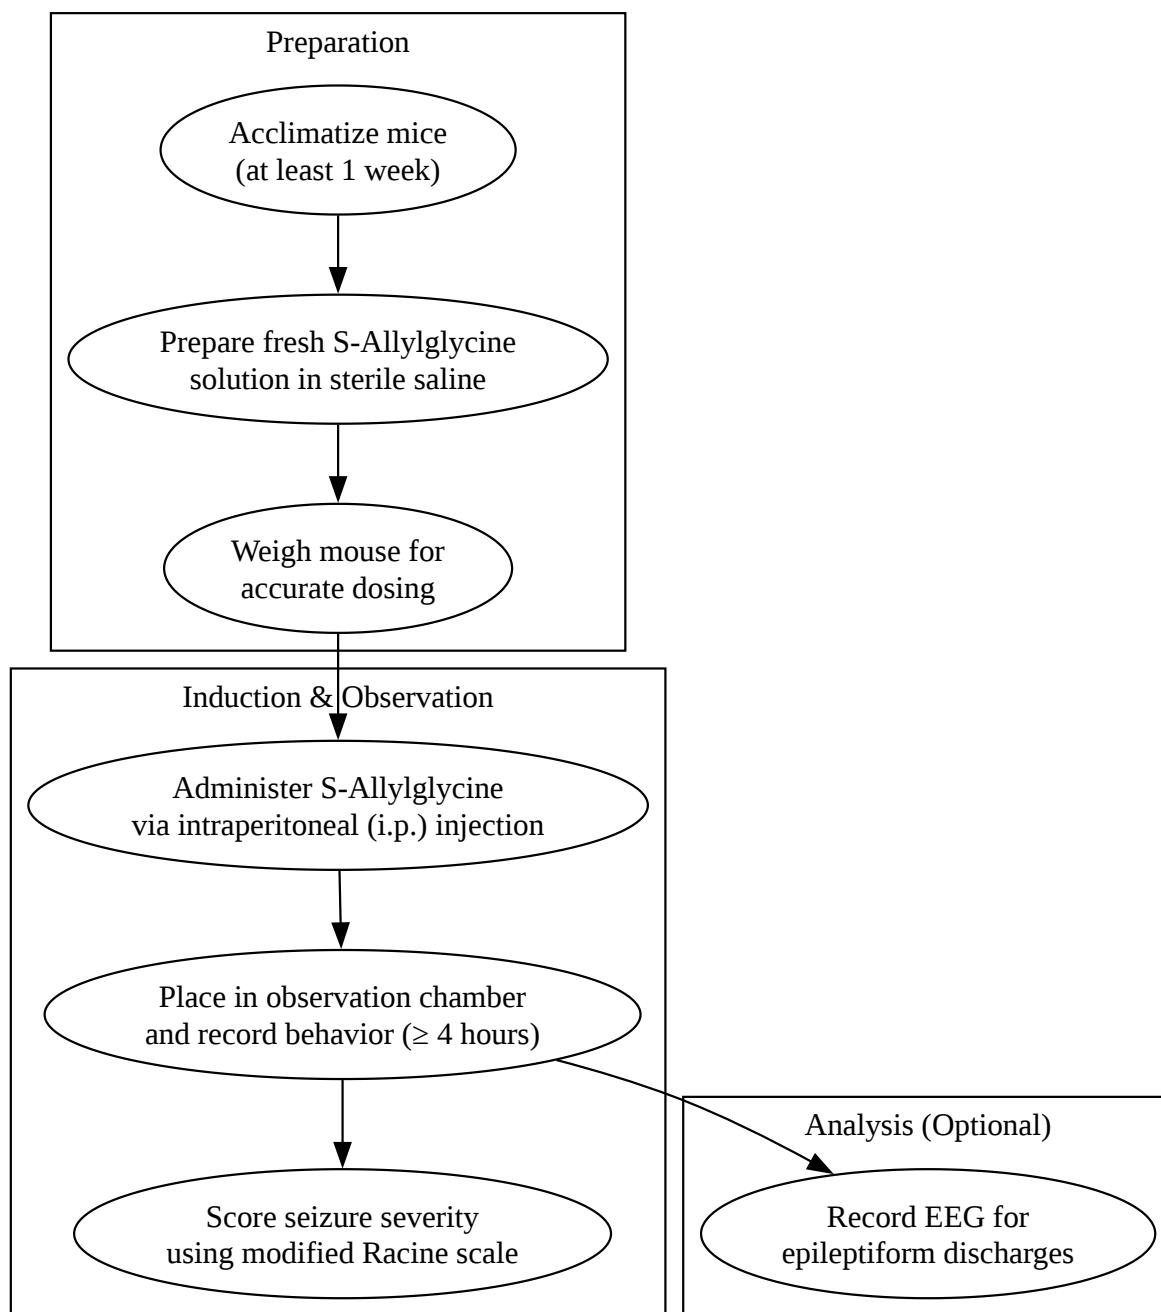 Preparation
Acclimatize mice
(at least 1 week)
Prepare fresh S-Allylglycine
solution in sterile saline
Weigh mouse for
accurate dosing
Induction & Observation
Administer S-Allylglycine
via intraperitoneal (i.p.) injection
Place in observation chamber
and record behavior (≥ 4 hours)
Score seizure severity
using modified Racine scale
Analysis (Optional)
Record EEG for
epileptiform discharges